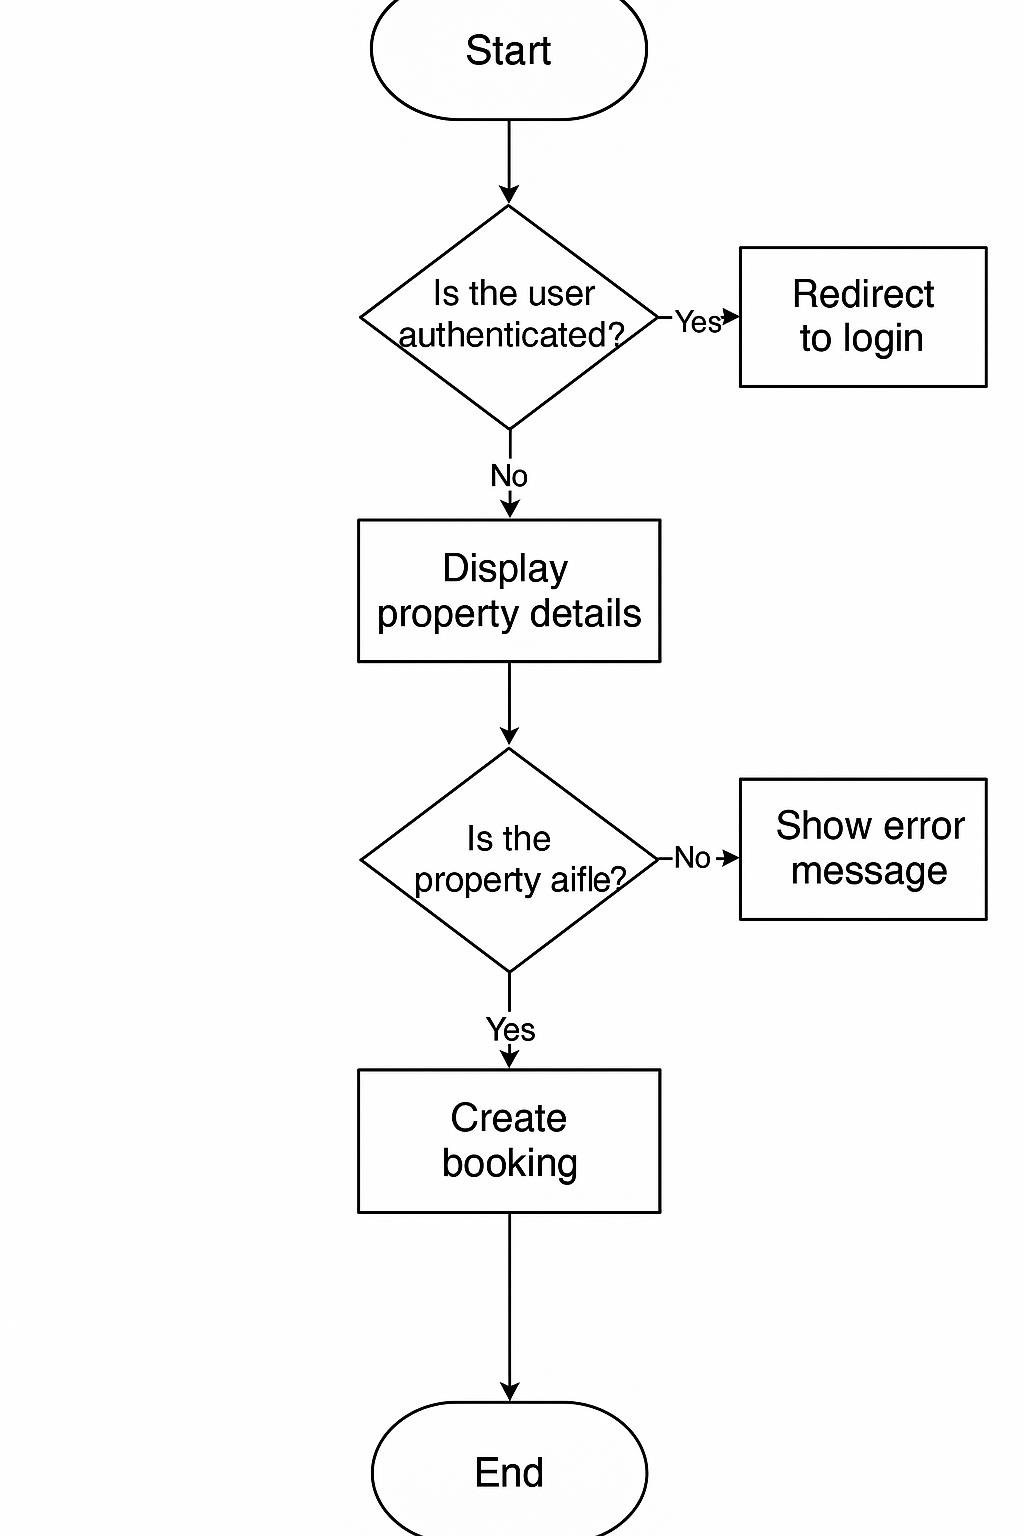 Start
Is the user
authenticated?
Yes
Redirect
to login
No
Display
property details
Is the
property aifle?
No
Show error
message
Yes
Create
booking
End